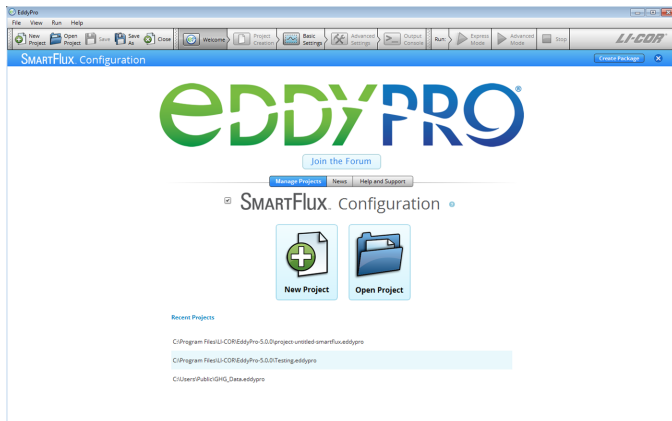 EddyPro
File View Run Help
New Project Open Project Save Save As Close Welcome Project Creation Basic Settings Advanced Settings Output Console Run: Express Mode Advanced Mode Stop LI-COR
SMARTFLUX™ Configuration Create Package
EDDYPRO®
Join the Forum
Manage Projects News Help and Support
SMARTFLUX™ Configuration
New Project Open Project
Recent Projects
C:\Program Files\LI-COR\EddyPro-5.0.0\project-untitled-smartflux.eddypro
C:\Program Files\LI-COR\EddyPro-5.0.0\Testing.eddypro
C:\Users\Public\GHG_Data.eddypro